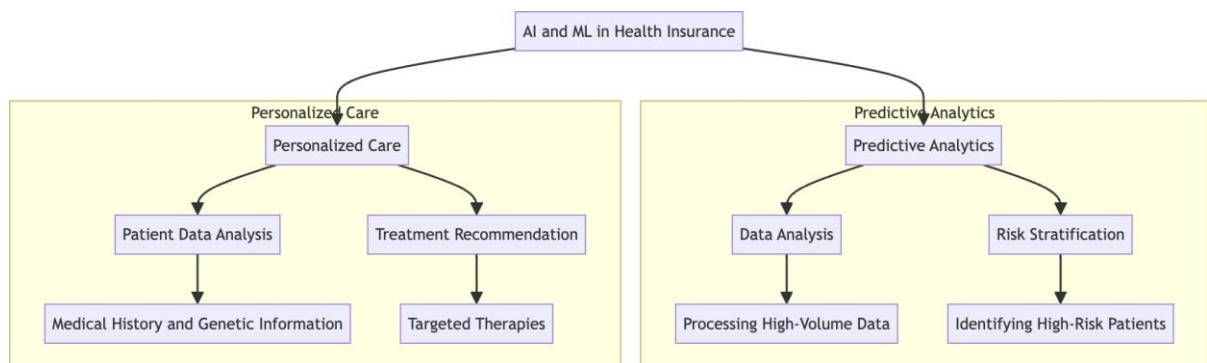 AI and ML in Health Insurance
Personalized Care
Predictive Analytics
Personalized Care
Predictive Analytics
Patient Data Analysis
Treatment Recommendation
Data Analysis
Risk Stratification
Medical History and Genetic Information
Targeted Therapies
Processing High-Volume Data
Identifying High-Risk Patients